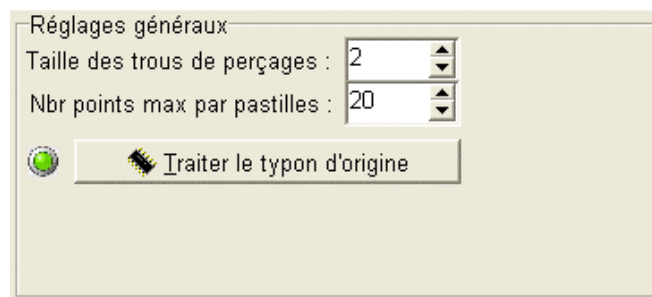 Réglages généraux
Taille des trous de perçages : 2
Nbr points max par pastilles : 20
Traiter le typon d'origine